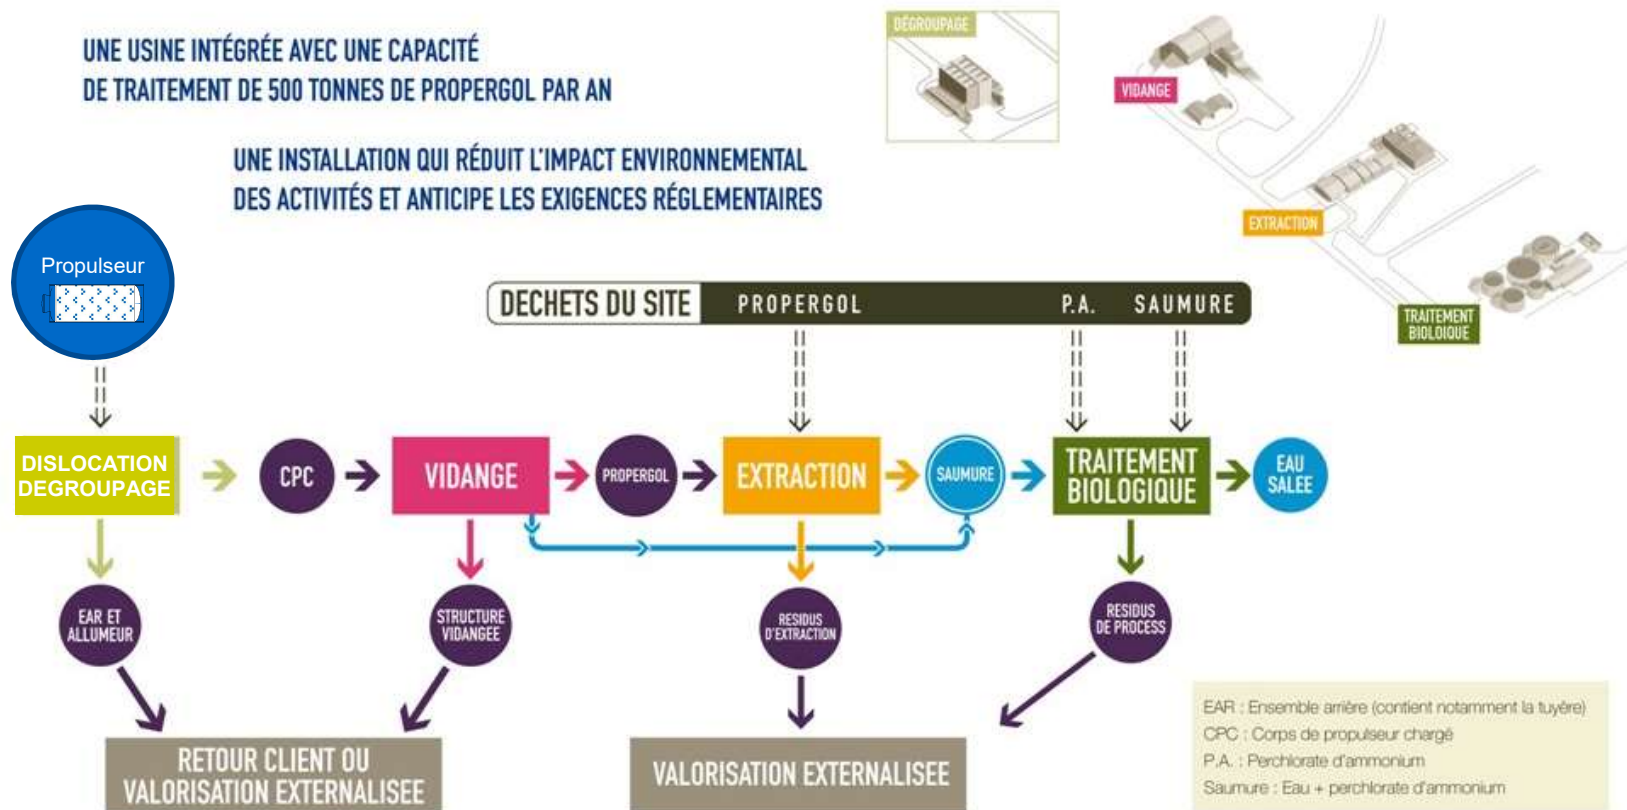 UNE USINE INTÉGRÉE AVEC UNE CAPACITÉ
DE TRAITEMENT DE 500 TONNES DE PROPERGOL PAR AN
UNE INSTALLATION QUI RÉDUIT L'IMPACT ENVIRONNEMENTAL
DES ACTIVITÉS ET ANTICIPE LES EXIGENCES RÉGLEMENTAIRES
DÉGROUPAGE
VIDANGE
EXTRACTION
TRAITEMENT
BIOLOIQUE
Propulseur
DECHETS DU SITE
PROPERGOL
P.A.
SAUMURE
DISLOCATION
DEGROUPAGE
CPC
VIDANGE
PROPERGOL
EXTRACTION
SAUMURE
TRAITEMENT
BIOLOGIQUE
EAU
SALEE
EAR ET
ALLUMEUR
STRUCTURE
VIDANGEE
RESIDUS
D'EXTRACTION
RESIDUS
DE PROCESS
RETOUR CLIENT OU
VALORISATION EXTERNALISEE
VALORISATION EXTERNALISEE
EAR : Ensemble arrière (contient notamment la tuyère)
CPC : Corps de propulseur chargé
P.A. : Perchlorate d'ammonium
Saumure : Eau + perchlorate d'ammonium